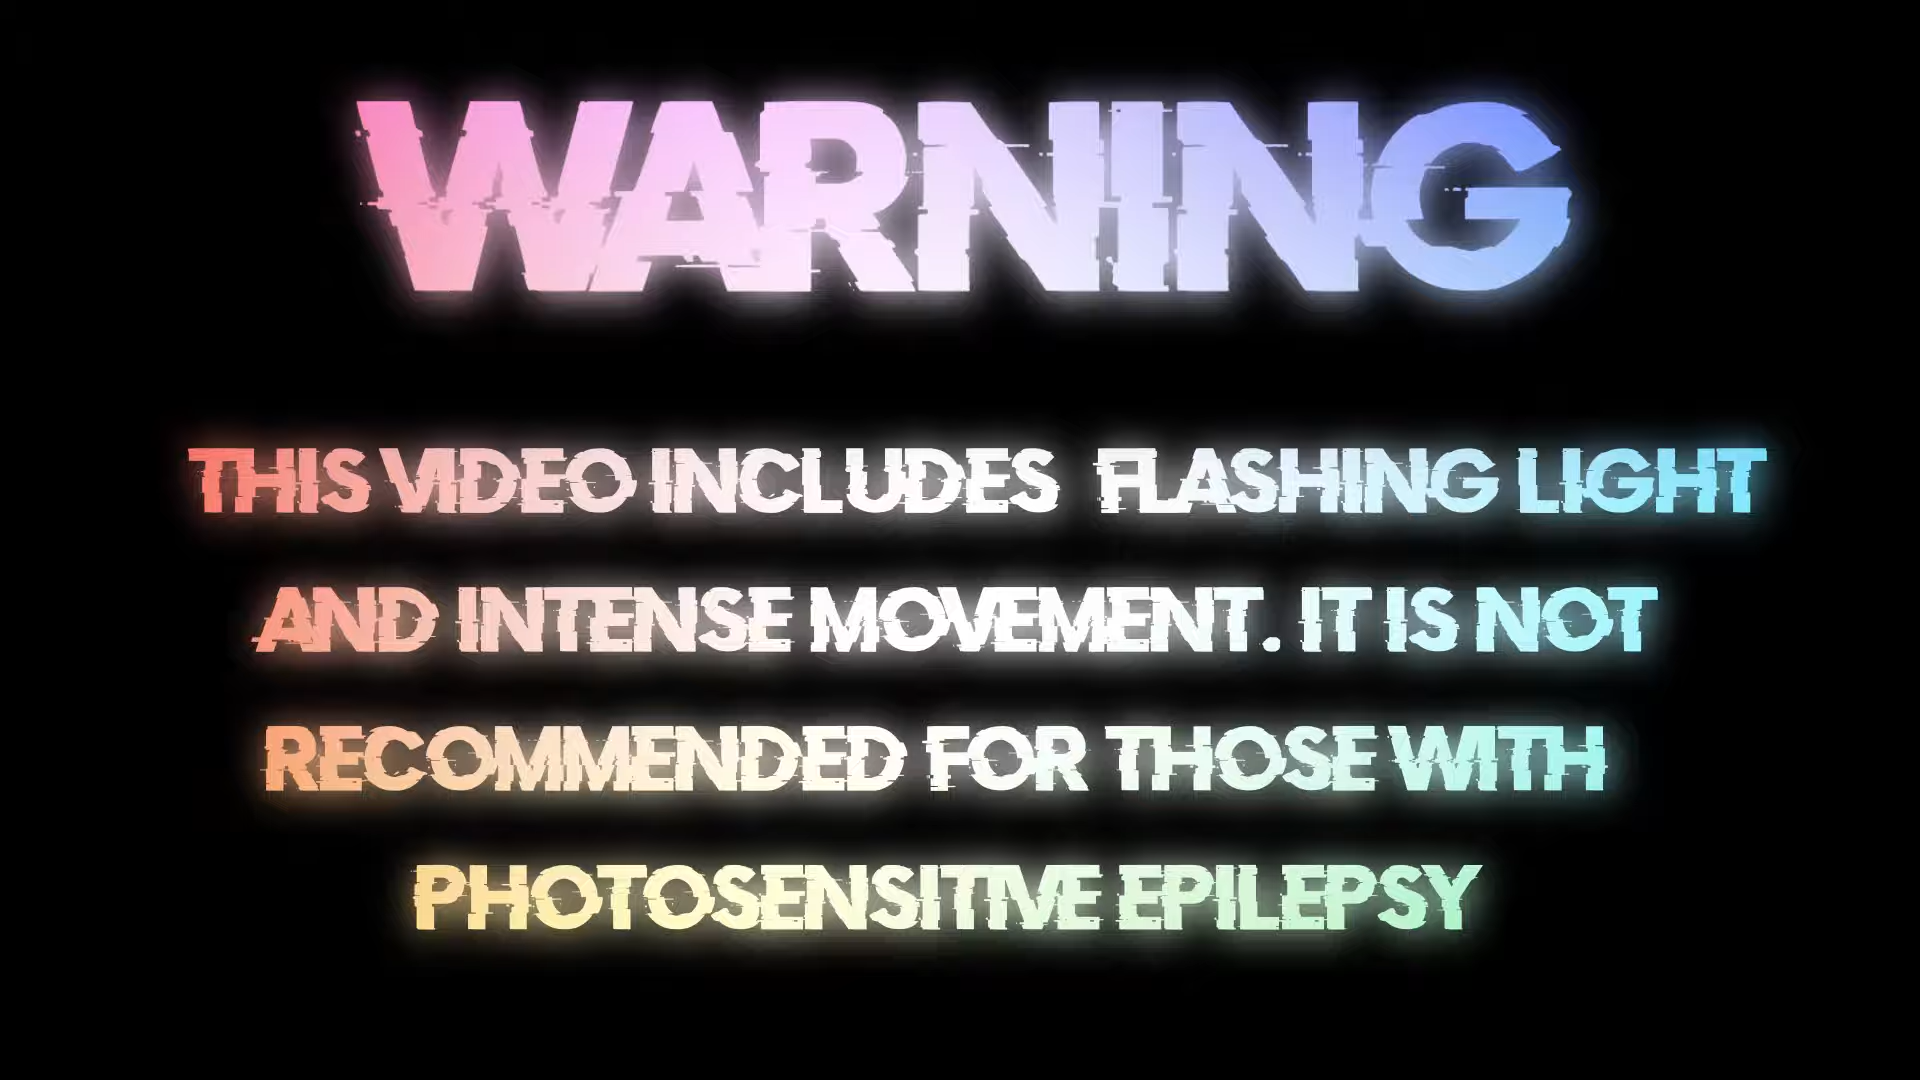 WARNING
THIS VIDEO INCLUDES FLASHING LIGHT
AND INTENSE MOVEMENT. IT IS NOT
RECOMMENDED FOR THOSE WITH
PHOTOSENSITIVE EPILEPSY